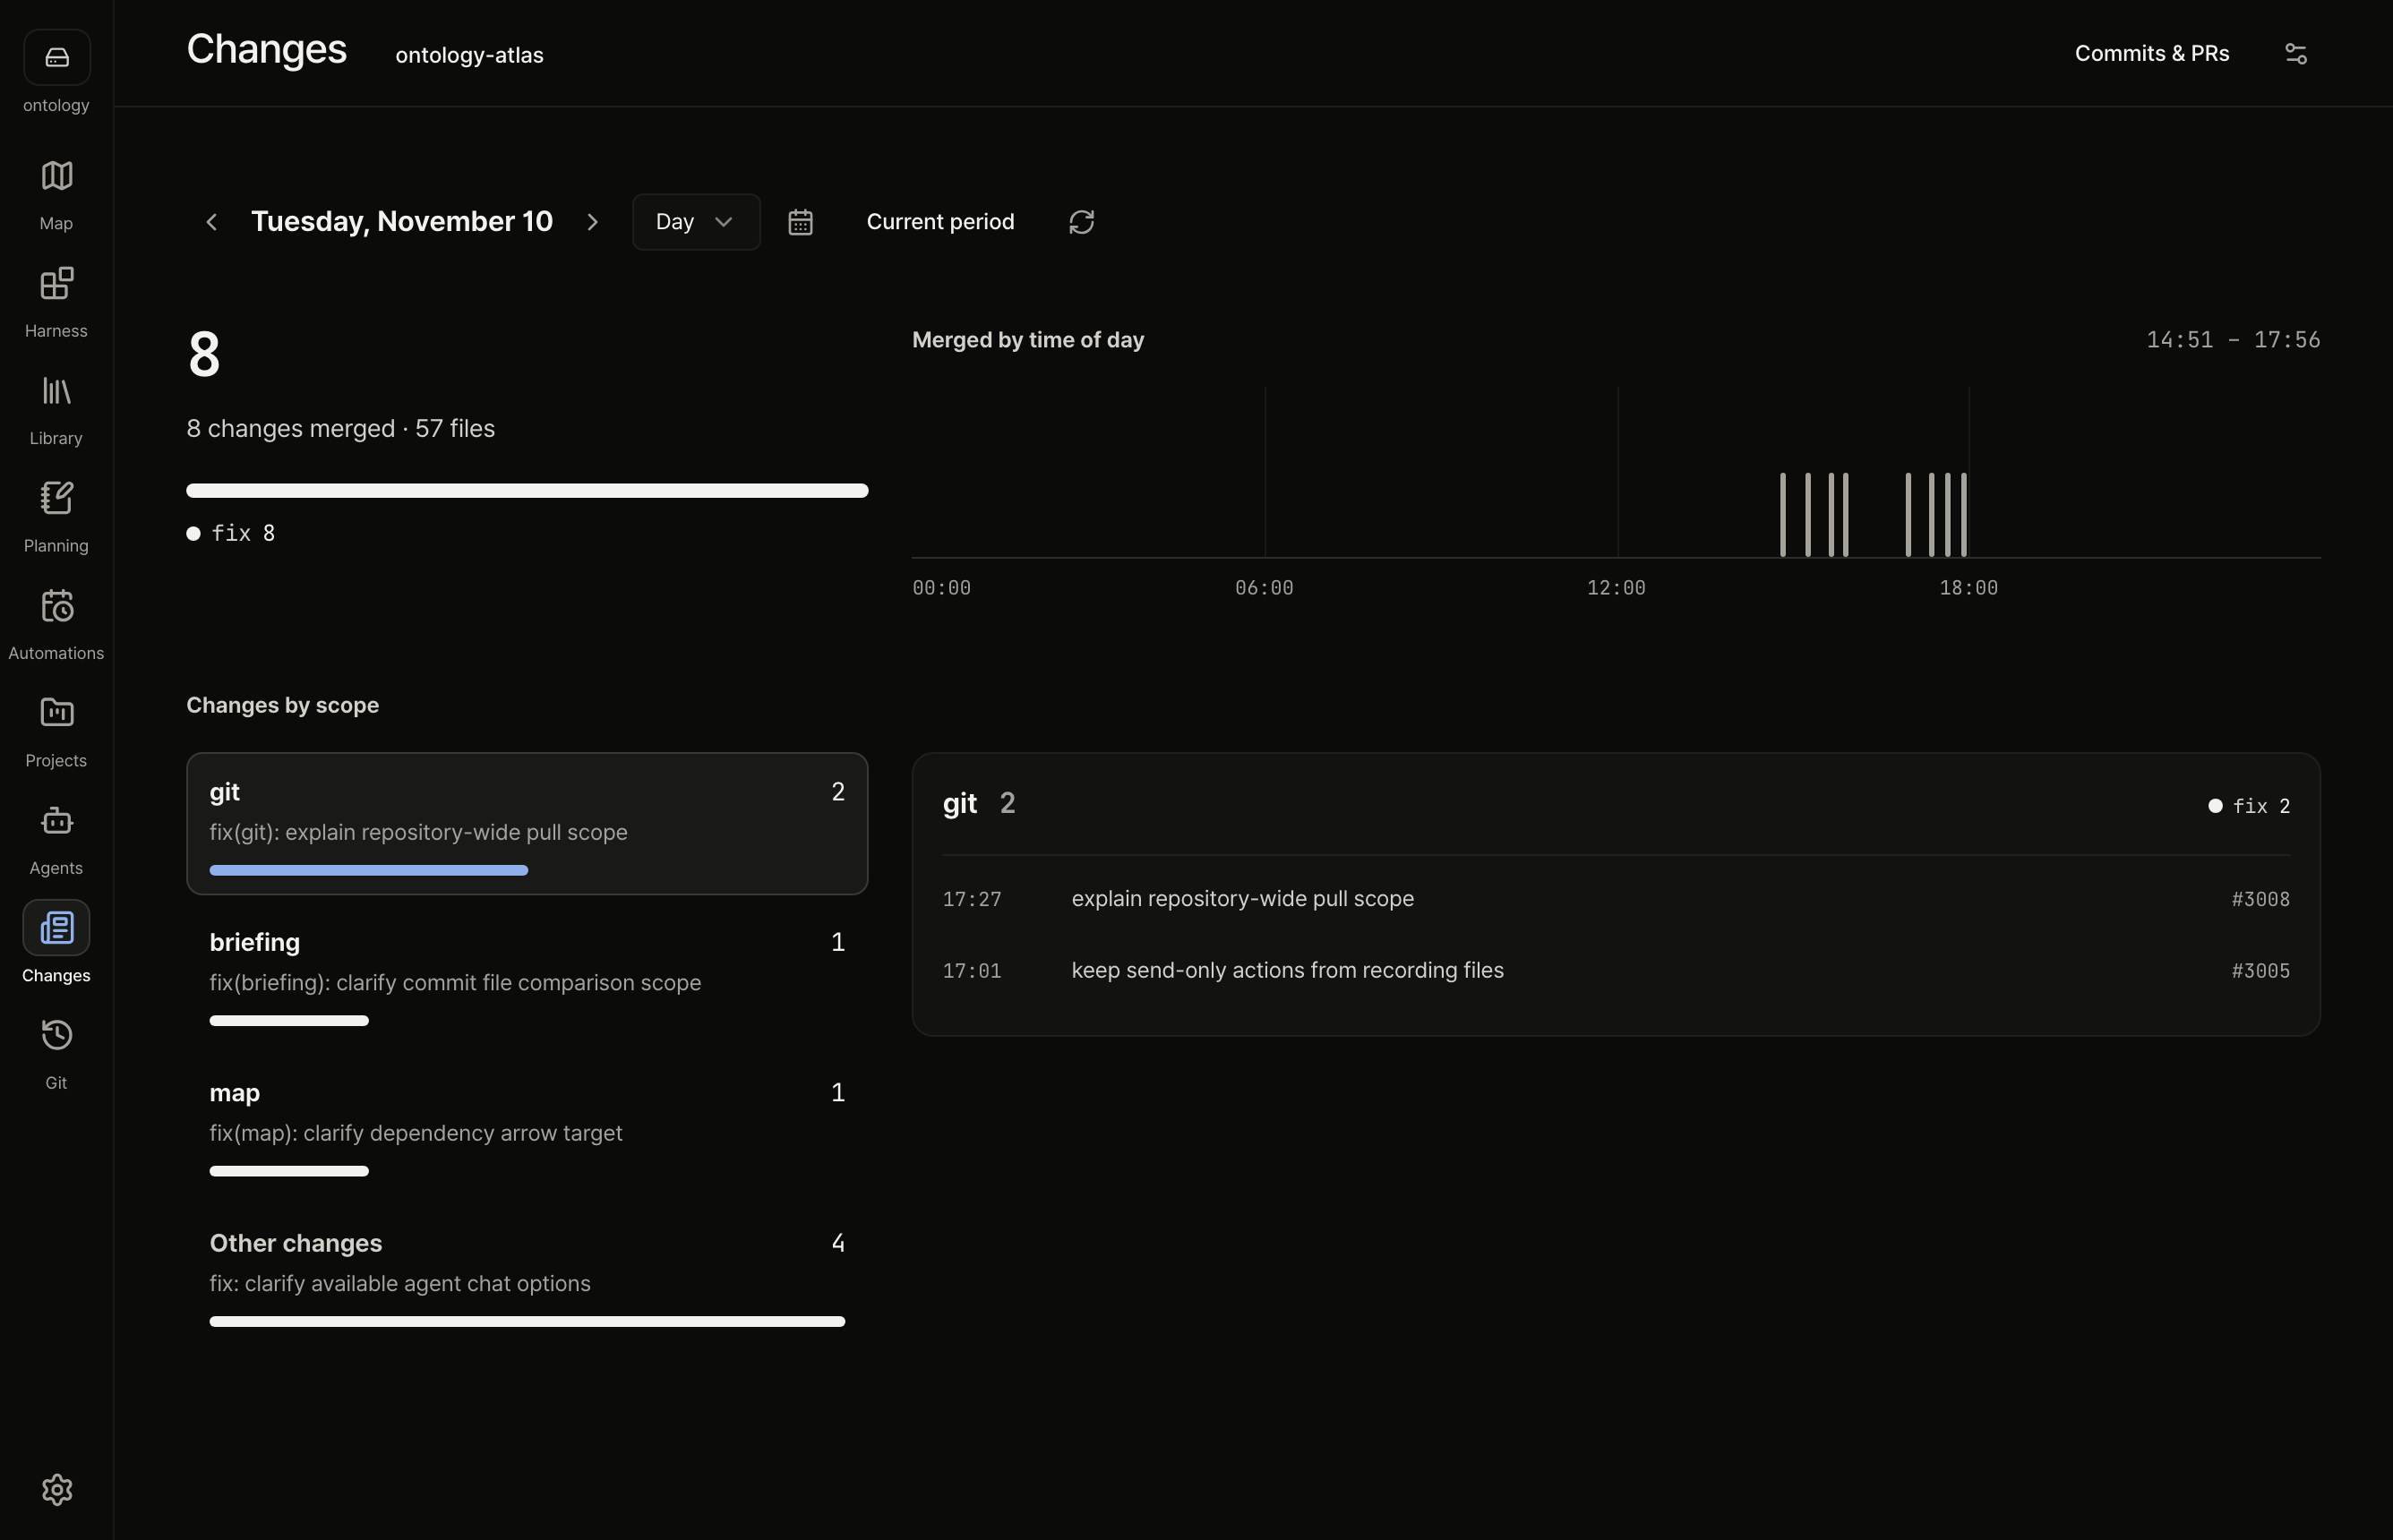 ontology
Map
Harness
Library
Planning
Automations
Projects
Agents
Changes
Git
Changes ontology-atlas
Commits & PRs
Tuesday, November 10
Day
Current period
8
8 changes merged · 57 files
fix 8
Merged by time of day
14:51 – 17:56
00:00 06:00 12:00 18:00
Changes by scope
git 2
fix(git): explain repository-wide pull scope
briefing 1
fix(briefing): clarify commit file comparison scope
map 1
fix(map): clarify dependency arrow target
Other changes 4
fix: clarify available agent chat options
git 2
fix 2
17:27 explain repository-wide pull scope #3008
17:01 keep send-only actions from recording files #3005